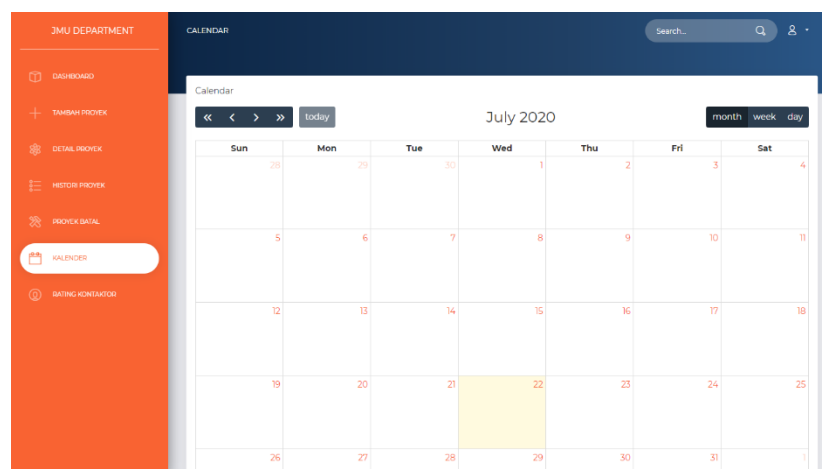 JMU DEPARTMENT
DASHBOARD
TAMBAH PROYEK
DETAIL PROYEK
HISTORI PROYEK
PROYEK BATAL
KALENDER
RATING KONTAKTOR
CALENDAR
Search...
Calendar
today
July 2020
month week day
Sun Mon Tue Wed Thu Fri Sat
28 29 30 1 2 3 4
5 6 7 8 9 10 11
12 13 14 15 16 17 18
19 20 21 22 23 24 25
26 27 28 29 30 31 1